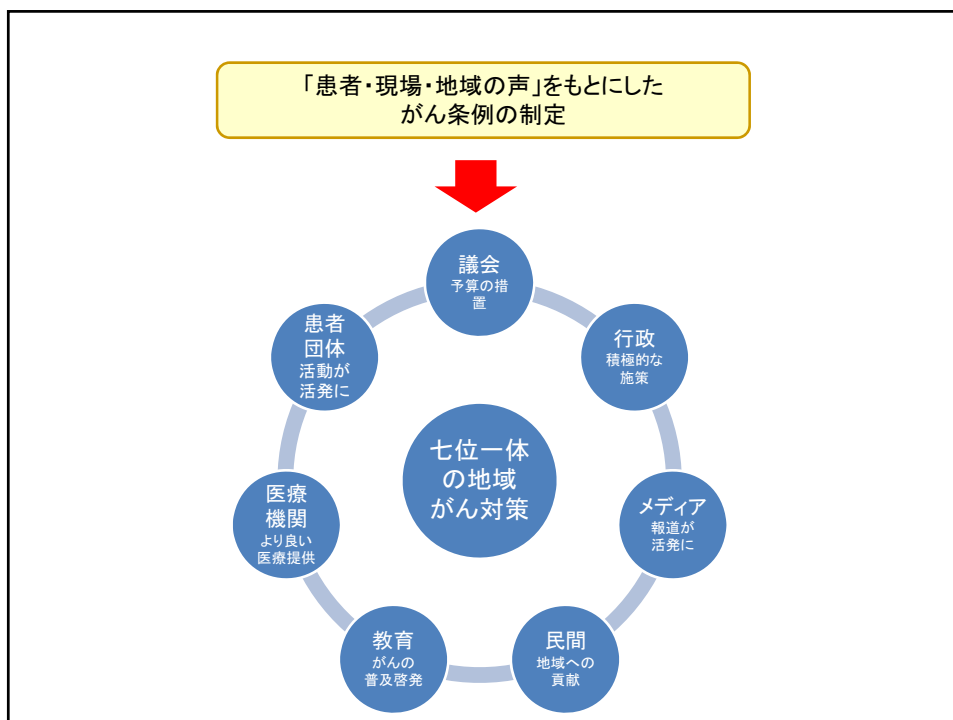 「患者・現場・地域の声」をもとにした
がん条例の制定
議会
予算の措
置
行政
積極的な
施策
メディア
報道が
活発に
民間
地域への
貢献
教育
がんの
普及啓発
医療
機関
より良い
医療提供
患者
団体
活動が
活発に
七位一体
の地域
がん対策